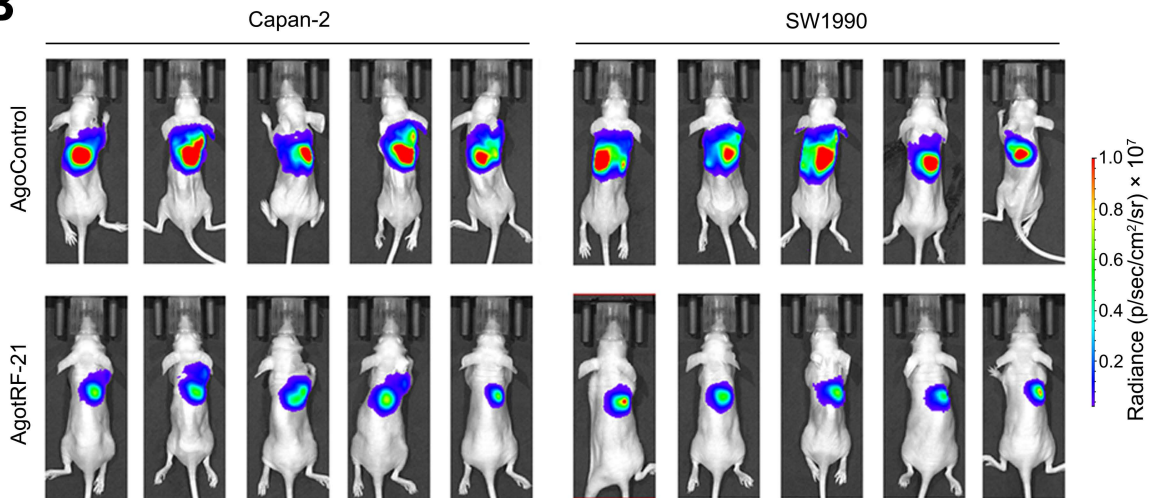 B
Capan-2
SW1990
AgoControl
AgotRF-21
1.0
0.8
0.6
0.4
0.2
Radiance (p/sec/cm²/sr) × 10⁷